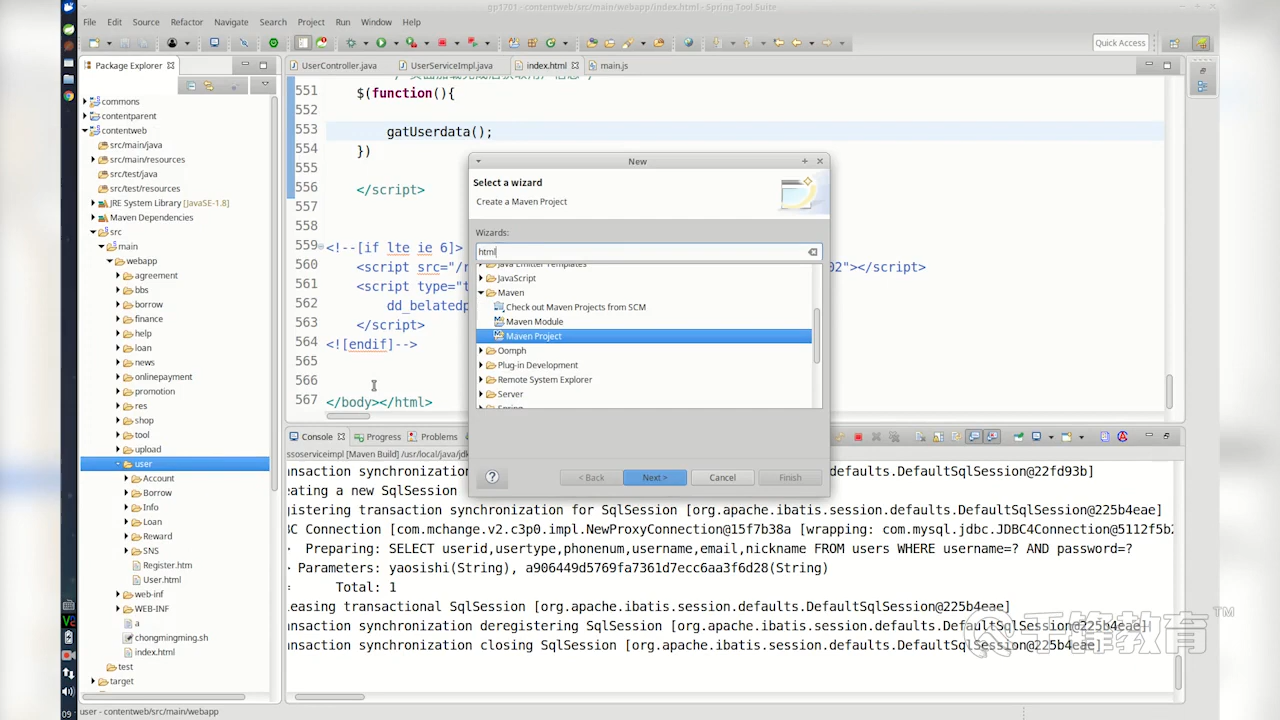 gp1701 - contentweb/src/main/webapp/index.html - Spring Tool Suite
File Edit Source Refactor Navigate Search Project Run Window Help
Quick Access
Package Explorer
UserController.java
UserServiceImpl.java
index.html
main.js
commons
contentparent
contentweb
src/main/java
src/main/resources
src/test/java
src/test/resources
JRE System Library [JavaSE-1.8]
Maven Dependencies
src
main
webapp
agreement
bbs
borrow
finance
help
loan
news
onlinepayment
promotion
res
shop
tool
upload
user
Account
Borrow
Info
Loan
Reward
SNS
Register.htm
User.html
web-inf
WEB-INF
a
chongmingming.sh
index.html
test
target
551 $(function(){
552
553 gatUserdata();
554 })
555
556 </script>
557
558
559 <!--[if lte ie 6]>
560 <script src="/r
02"></script>
561 <script type="t
562 dd_belatedp
563 </script>
564 <![endif]-->
565
566
567 </body></html>
New
Select a wizard
Create a Maven Project
Wizards:
html
Java Emitter Templates
JavaScript
Maven
Check out Maven Projects from SCM
Maven Module
Maven Project
Oomph
Plug-in Development
Remote System Explorer
Server
Spring
< Back
Next >
Cancel
Finish
Console
Progress
Problems
ssoserviceimpl [Maven Build] /usr/local/java/jdk
ansaction synchronization
.defaults.DefaultSqlSession@22fd93b]
eating a new SqlSession
gistering transaction synchronization for SqlSession [org.apache.ibatis.session.defaults.DefaultSqlSession@225b4eae]
BC Connection [com.mchange.v2.c3p0.impl.NewProxyConnection@15f7b38a [wrapping: com.mysql.jdbc.JDBC4Connection@5112f5b2
Preparing: SELECT userid,usertype,phonenum,username,email,nickname FROM users WHERE username=? AND password=?
Parameters: yaosishi(String), a906449d5769fa7361d7ecc6aa3f6d28(String)
Total: 1
easing transactional SqlSession [org.apache.ibatis.session.defaults.DefaultSqlSession@225b4eae]
ansaction synchronization deregistering SqlSession [org.apache.ibatis.session.defaults.DefaultSqlSession@225b4eae]
ansaction synchronization closing SqlSession [org.apache.ibatis.session.defaults.DefaultSqlSession@225b4eae]
千锋教育 TM
09
user - contentweb/src/main/webapp